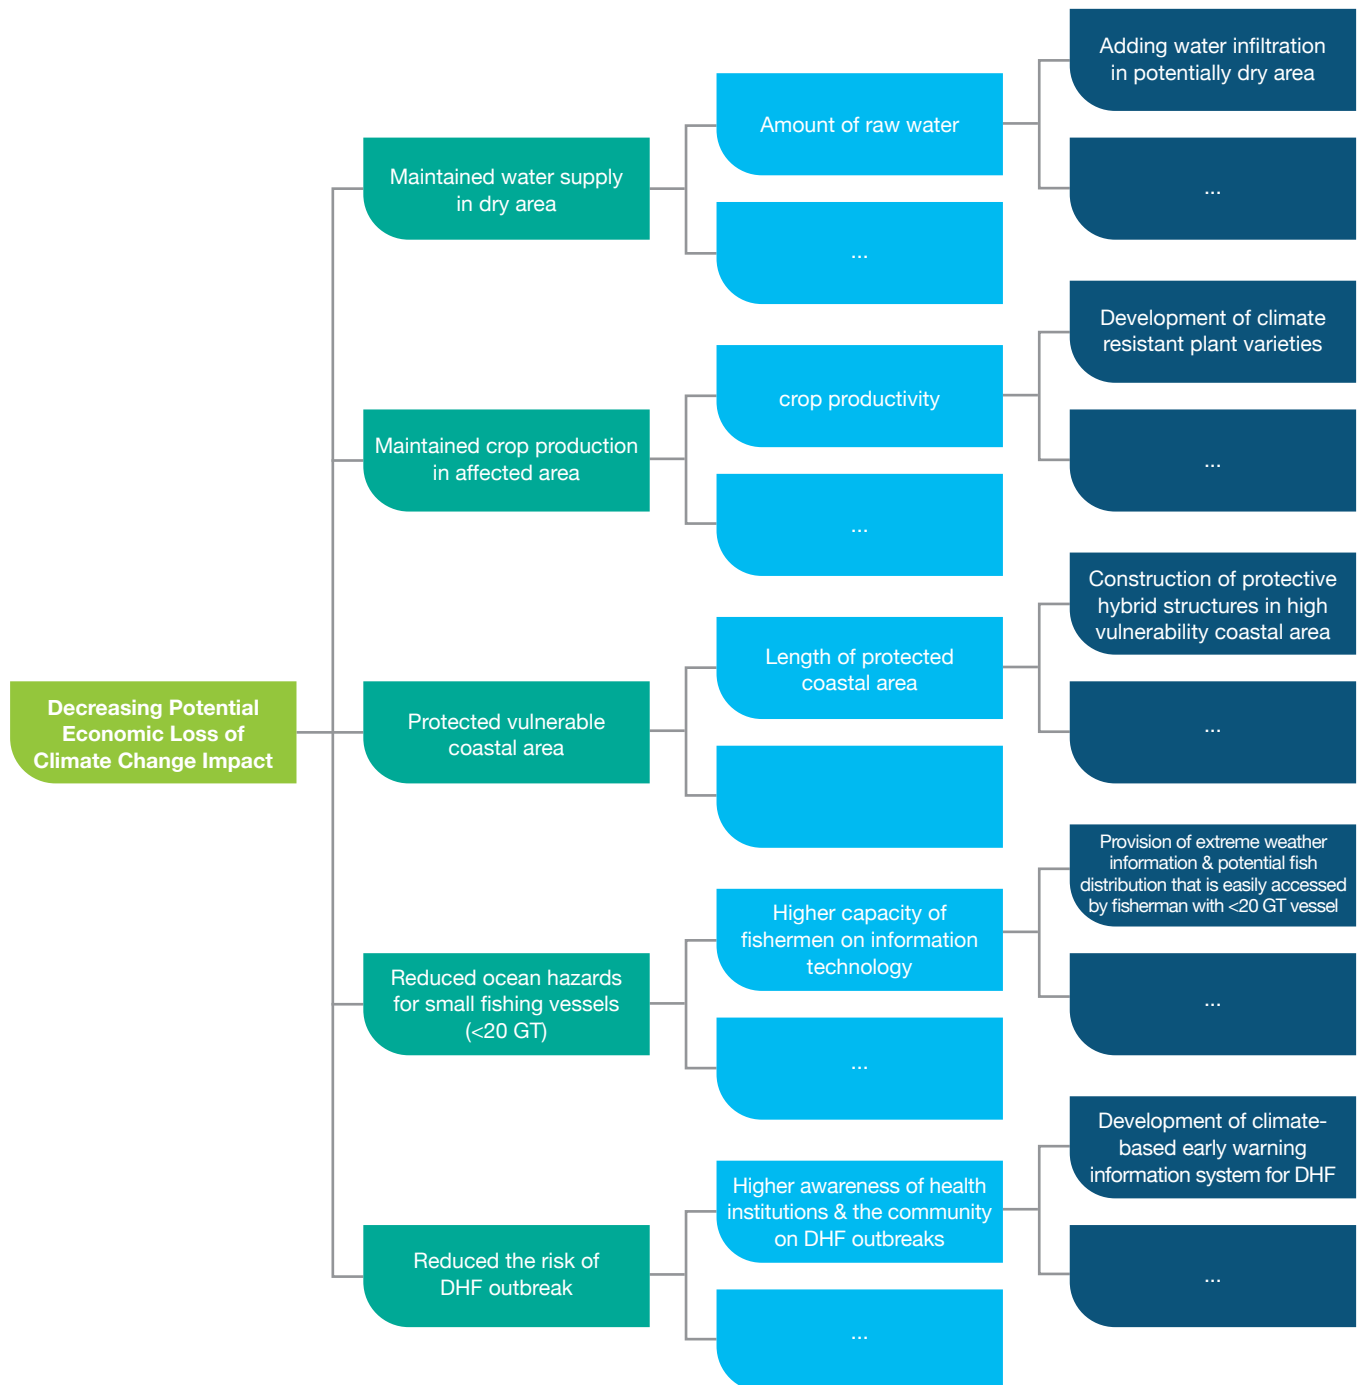 Decreasing Potential
Economic Loss of
Climate Change Impact
Maintained water supply
in dry area
Amount of raw water
Adding water infiltration
in potentially dry area
...
...
Maintained crop production
in affected area
crop productivity
Development of climate
resistant plant varieties
...
...
Protected vulnerable
coastal area
Length of protected
coastal area
Construction of protective
hybrid structures in high
vulnerability coastal area
...
Reduced ocean hazards
for small fishing vessels
(<20 GT)
Higher capacity of
fishermen on information
technology
Provision of extreme weather
information & potential fish
distribution that is easily accessed
by fisherman with <20 GT vessel
...
...
Reduced the risk of
DHF outbreak
Higher awareness of health
institutions & the community
on DHF outbreaks
Development of climate-
based early warning
information system for DHF
...
...